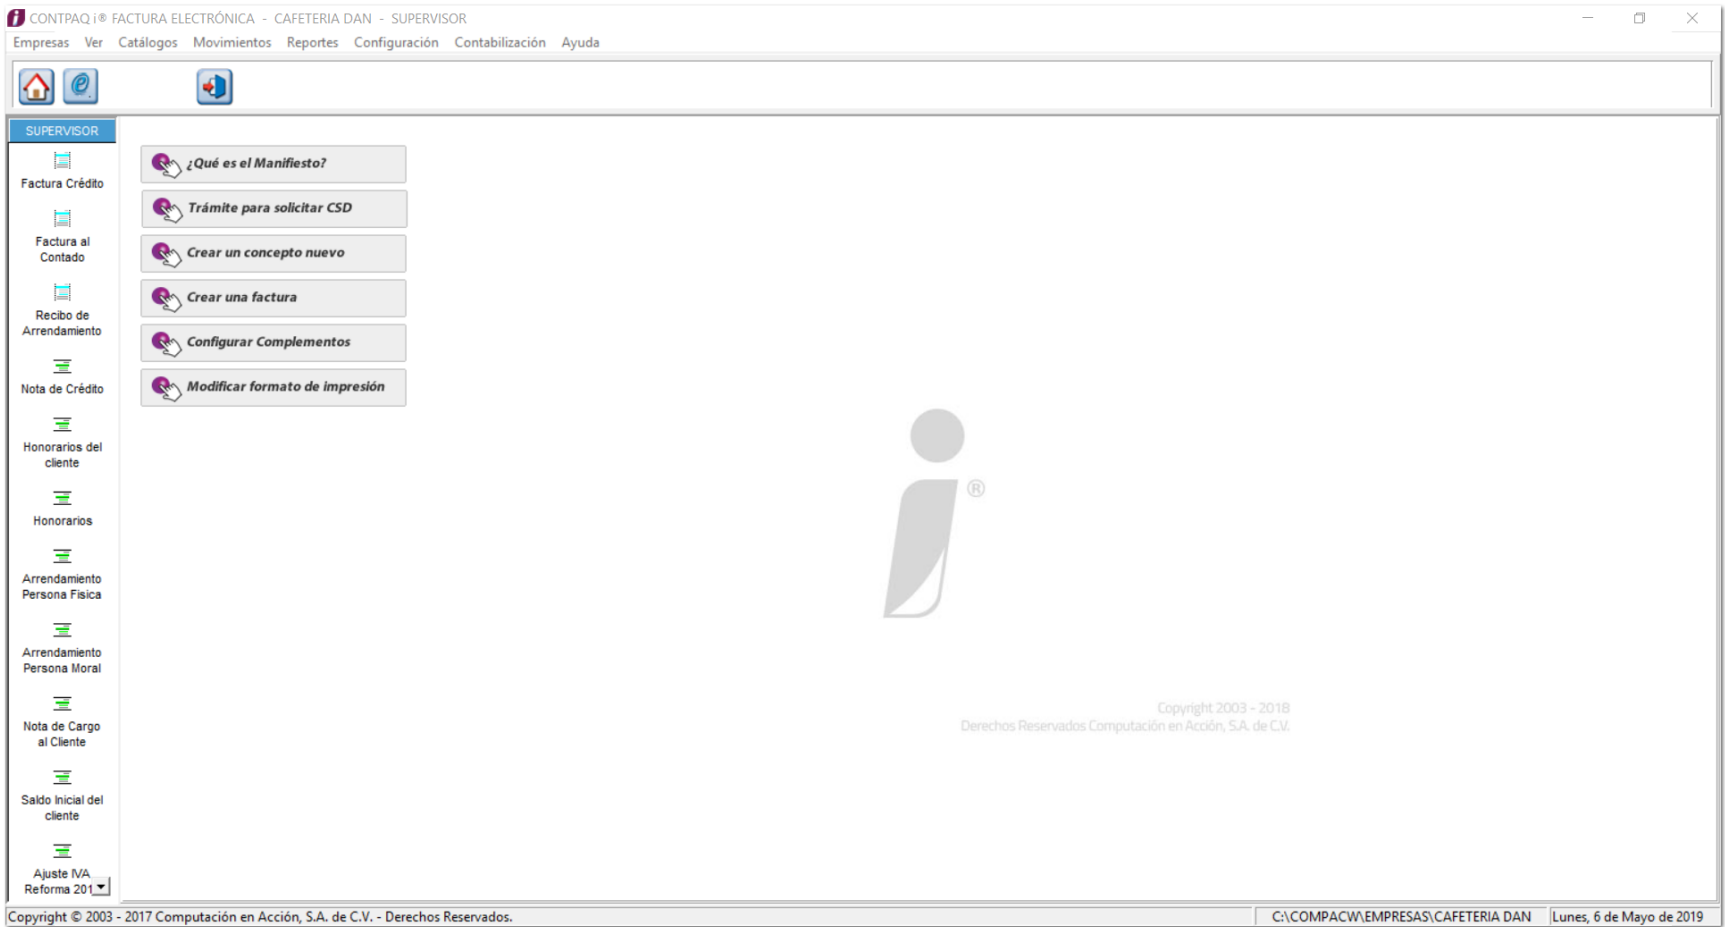 CONTPAQ i® FACTURA ELECTRÓNICA - CAFETERIA DAN - SUPERVISOR
Empresas Ver Catálogos Movimientos Reportes Configuración Contabilización Ayuda
SUPERVISOR
Factura Crédito
Factura al
Contado
Recibo de
Arrendamiento
Nota de Crédito
Honorarios del
cliente
Honorarios
Arrendamiento
Persona Fisica
Arrendamiento
Persona Moral
Nota de Cargo
al Cliente
Saldo Inicial del
cliente
Ajuste IVA
Reforma 201
¿Qué es el Manifiesto?
Trámite para solicitar CSD
Crear un concepto nuevo
Crear una factura
Configurar Complementos
Modificar formato de impresión
®
Copyright 2003 - 2018
Derechos Reservados Computación en Acción, S.A. de C.V.
Copyright © 2003 - 2017 Computación en Acción, S.A. de C.V. - Derechos Reservados.
C:\COMPACW\EMPRESAS\CAFETERIA DAN
Lunes, 6 de Mayo de 2019